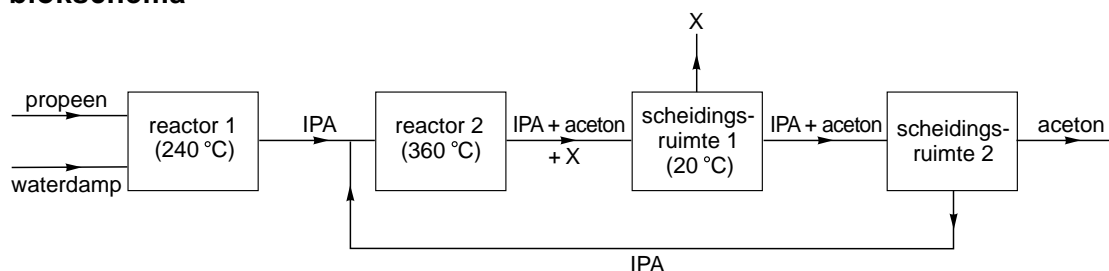 blokschema
X
propeen
waterdamp
reactor 1
(240 °C)
IPA
reactor 2
(360 °C)
IPA + aceton
+ X
scheidings-
ruimte 1
(20 °C)
IPA + aceton
scheidings-
ruimte 2
aceton
IPA